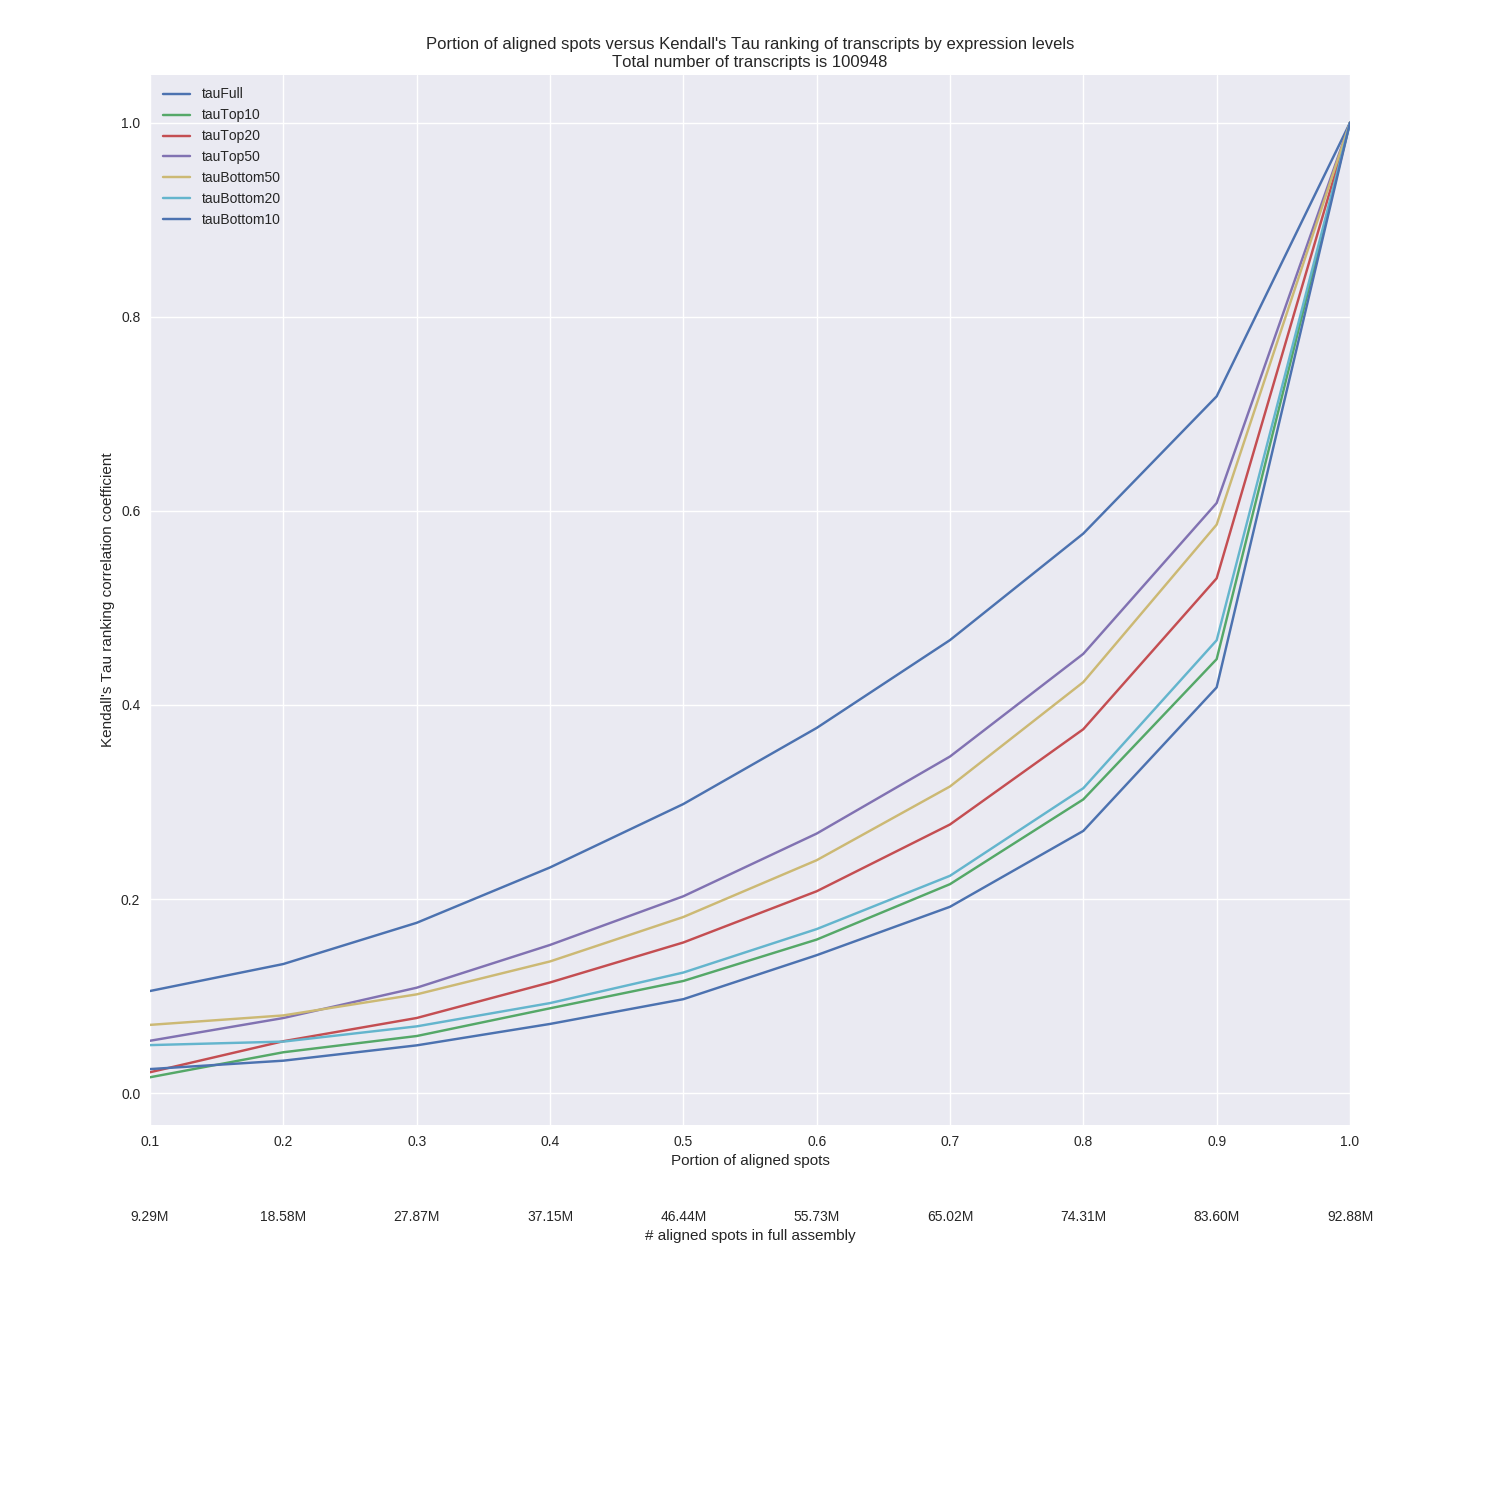 Portion of aligned spots versus Kendall's Tau ranking of transcripts by expression levels
Total number of transcripts is 100948
tauFull
tauTop10
tauTop20
tauTop50
tauBottom50
tauBottom20
tauBottom10
1.0
0.8
0.6
0.4
0.2
0.0
Kendall's Tau ranking correlation coefficient
0.1 0.2 0.3 0.4 0.5 0.6 0.7 0.8 0.9 1.0
Portion of aligned spots
9.29M 18.58M 27.87M 37.15M 46.44M 55.73M 65.02M 74.31M 83.60M 92.88M
# aligned spots in full assembly